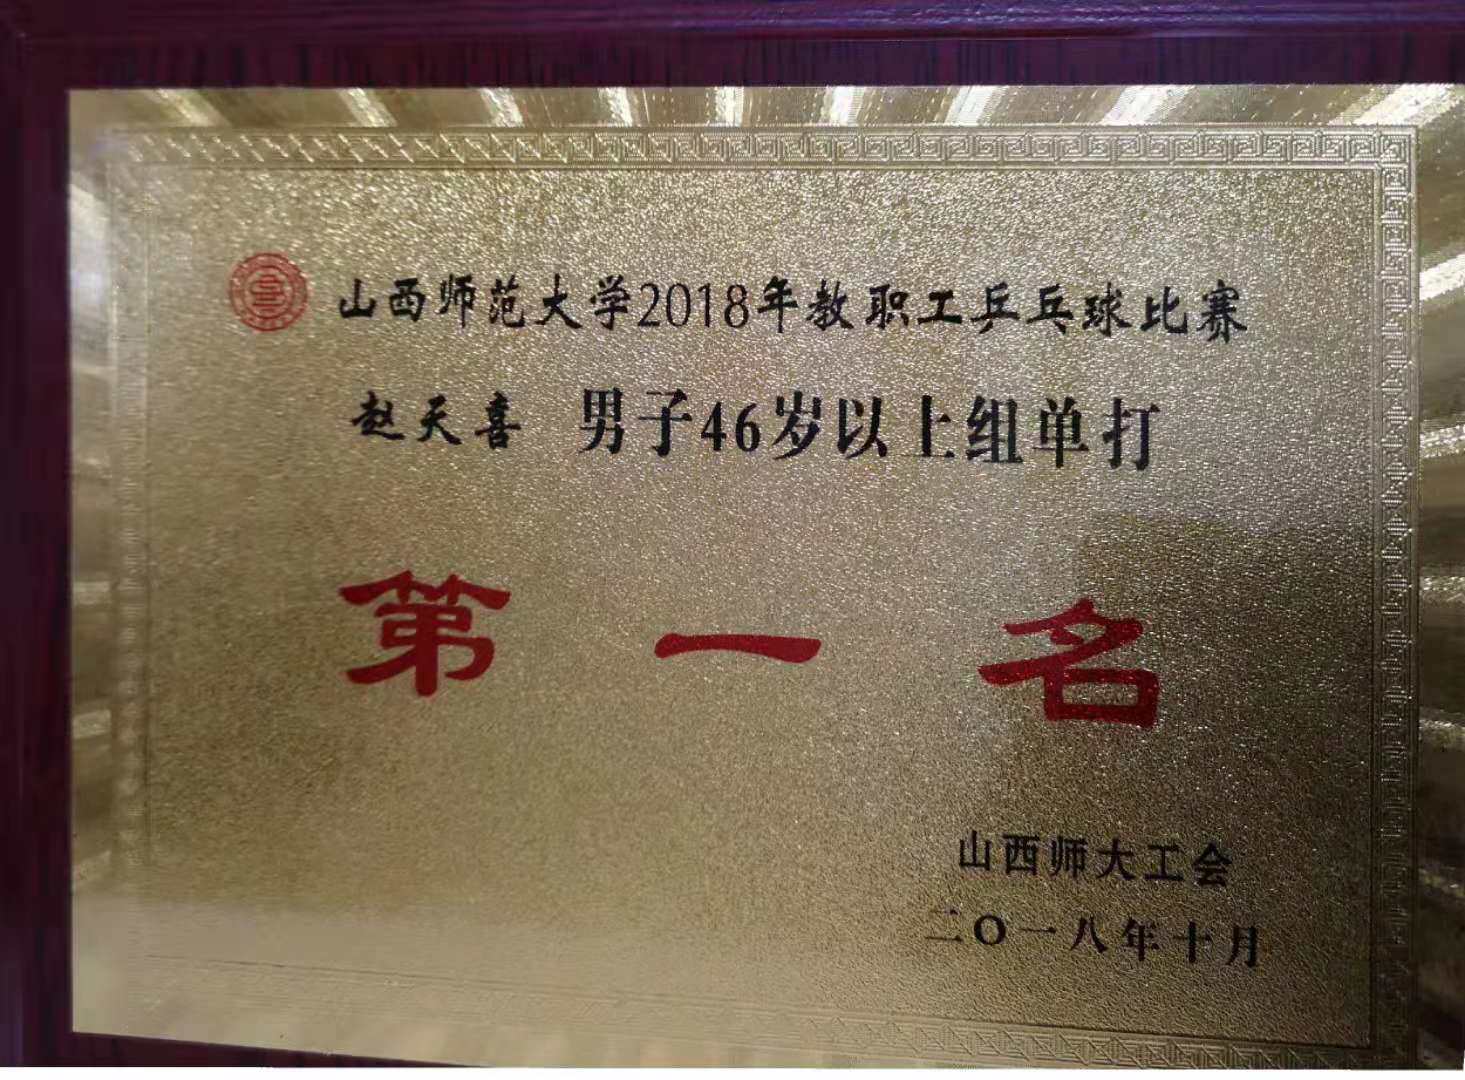 山西师范大学2018年教职工乒乓球比赛
赵天喜 男子46岁以上组单打
第一名
山西师大工会
二〇一八年十月